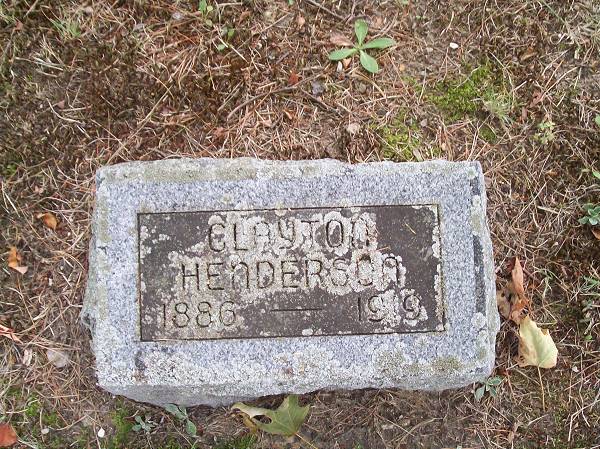 CLAYTON
HENDERSON
1886 — 1919